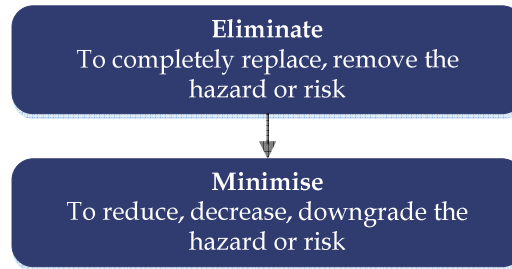 Eliminate
To completely replace, remove the
hazard or risk
Minimise
To reduce, decrease, downgrade the
hazard or risk